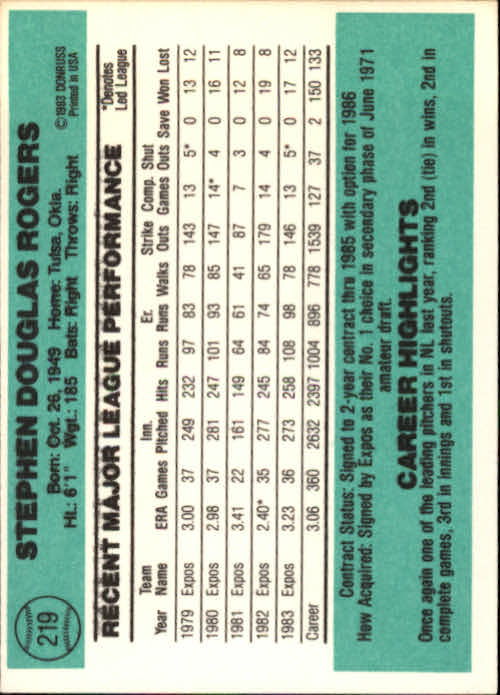 219
STEPHEN DOUGLAS ROGERS
Born: Oct. 26, 1949 Home: Tulsa, Okla.
Ht.: 6'1" Wgt.: 185 Bats: Right Throws: Right
©1983 DONRUSS
Printed in USA
RECENT MAJOR LEAGUE PERFORMANCE
*Denotes
Led League
Team Inn. Er. Strike Comp. Shut
Year Name ERA Games Pitched Hits Runs Runs Walks Outs Games Outs Save Won Lost
1979 Expos 3.00 37 249 232 97 83 78 143 13 5* 0 13 12
1980 Expos 2.98 37 281 247 101 93 85 147 14* 4 0 16 11
1981 Expos 3.41 22 161 149 64 61 41 87 7 3 0 12 8
1982 Expos 2.40* 35 277 245 84 74 65 179 14 4 0 19 8
1983 Expos 3.23 36 273 258 108 98 78 146 13 5* 0 17 12
Career 3.06 360 2632 2397 1004 896 778 1539 127 37 2 150 133
Contract Status: Signed to 2-year contract thru 1985 with option for 1986
How Acquired: Signed by Expos as their No. 1 choice in secondary phase of June 1971
amateur draft.
CAREER HIGHLIGHTS
Once again one of the leading pitchers in NL last year, ranking 2nd (tie) in wins, 2nd in
complete games, 3rd in innings and 1st in shutouts.